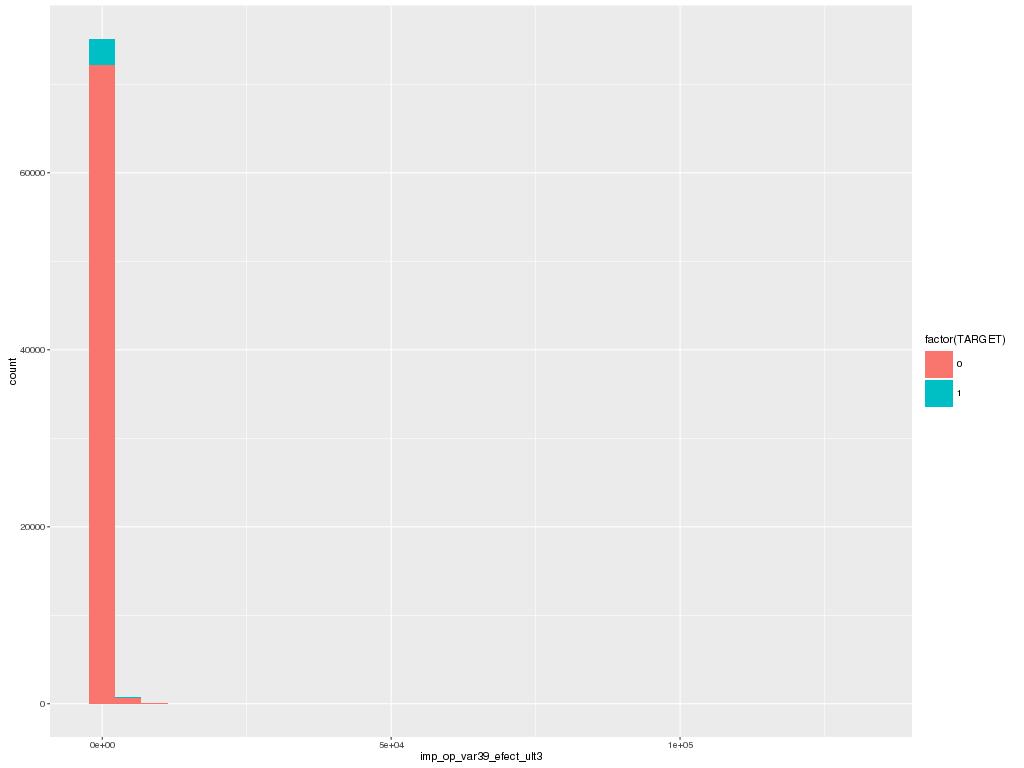 60000
40000
20000
0
count
0e+00
5e+04
1e+05
imp_op_var39_efect_ult3
factor(TARGET)
0
1